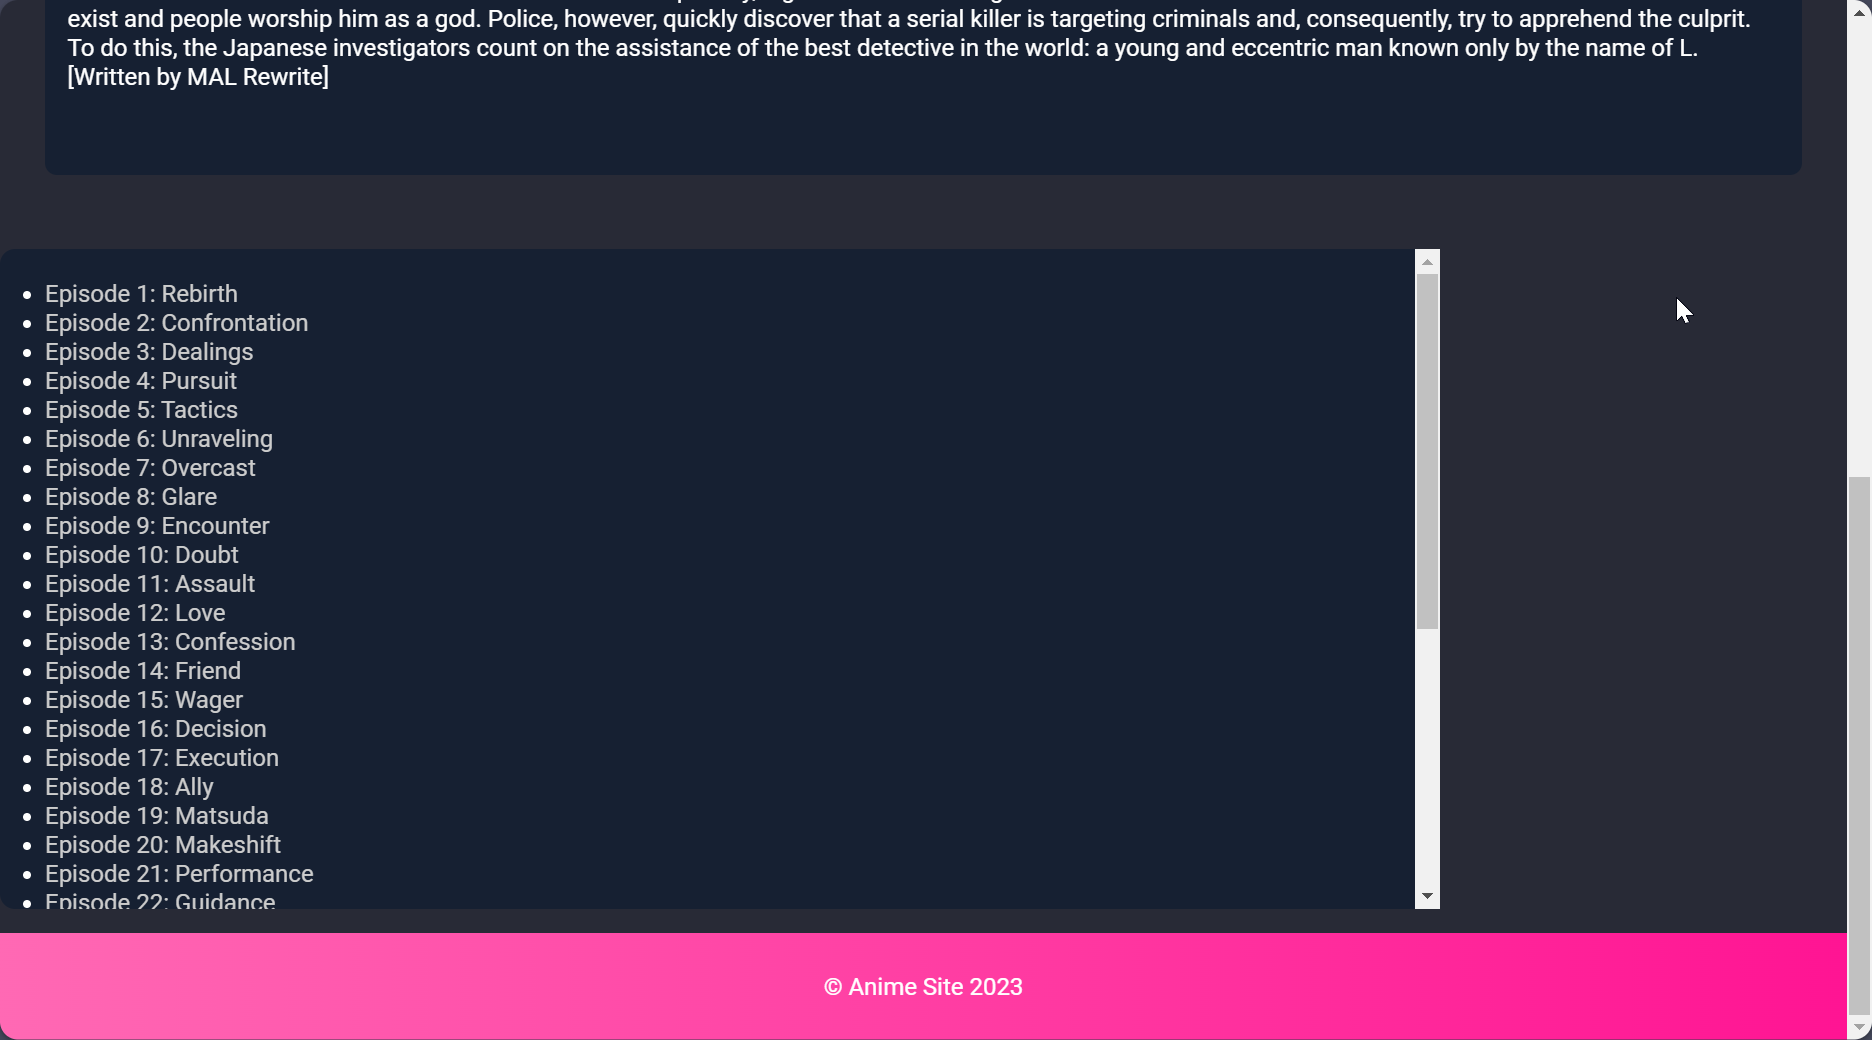 exist and people worship him as a god. Police, however, quickly discover that a serial killer is targeting criminals and, consequently, try to apprehend the culprit.
To do this, the Japanese investigators count on the assistance of the best detective in the world: a young and eccentric man known only by the name of L.
[Written by MAL Rewrite]
Episode 1: Rebirth
Episode 2: Confrontation
Episode 3: Dealings
Episode 4: Pursuit
Episode 5: Tactics
Episode 6: Unraveling
Episode 7: Overcast
Episode 8: Glare
Episode 9: Encounter
Episode 10: Doubt
Episode 11: Assault
Episode 12: Love
Episode 13: Confession
Episode 14: Friend
Episode 15: Wager
Episode 16: Decision
Episode 17: Execution
Episode 18: Ally
Episode 19: Matsuda
Episode 20: Makeshift
Episode 21: Performance
Episode 22: Guidance
© Anime Site 2023